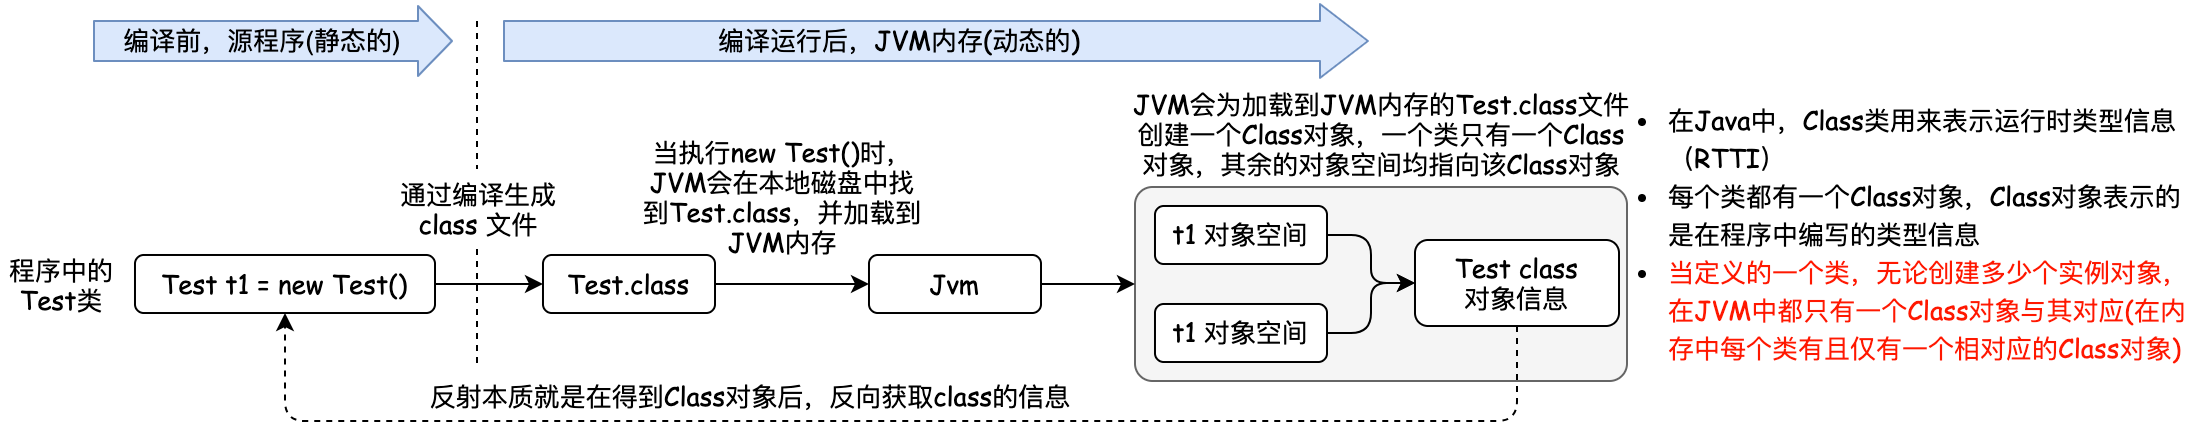 编译前，源程序(静态的)
编译运行后，JVM内存(动态的)
程序中的
Test类
Test t1 = new Test()
通过编译生成
class 文件
Test.class
当执行new Test()时，
JVM会在本地磁盘中找
到Test.class，并加载到
JVM内存
Jvm
JVM会为加载到JVM内存的Test.class文件
创建一个Class对象，一个类只有一个Class
对象，其余的对象空间均指向该Class对象
t1 对象空间
t1 对象空间
Test class
对象信息
反射本质就是在得到Class对象后，反向获取class的信息
• 在Java中，Class类用来表示运行时类型信息
（RTTI）
• 每个类都有一个Class对象，Class对象表示的
是在程序中编写的类型信息
• 当定义的一个类，无论创建多少个实例对象，
在JVM中都只有一个Class对象与其对应(在内
存中每个类有且仅有一个相对应的Class对象)